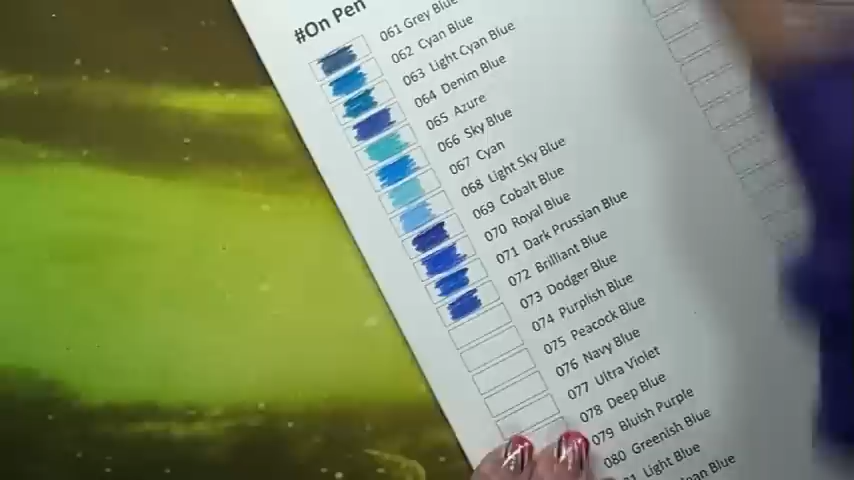 #On Pen
061 Grey Blue
062 Cyan Blue
063 Light Cyan Blue
064 Denim Blue
065 Azure
066 Sky Blue
067 Cyan
068 Light Sky Blue
069 Cobalt Blue
070 Royal Blue
071 Dark Prussian Blue
072 Brilliant Blue
073 Dodger Blue
074 Purplish Blue
075 Peacock Blue
076 Navy Blue
077 Ultra Violet
078 Deep Blue
079 Bluish Purple
080 Greenish Blue
Light Blue
Blue